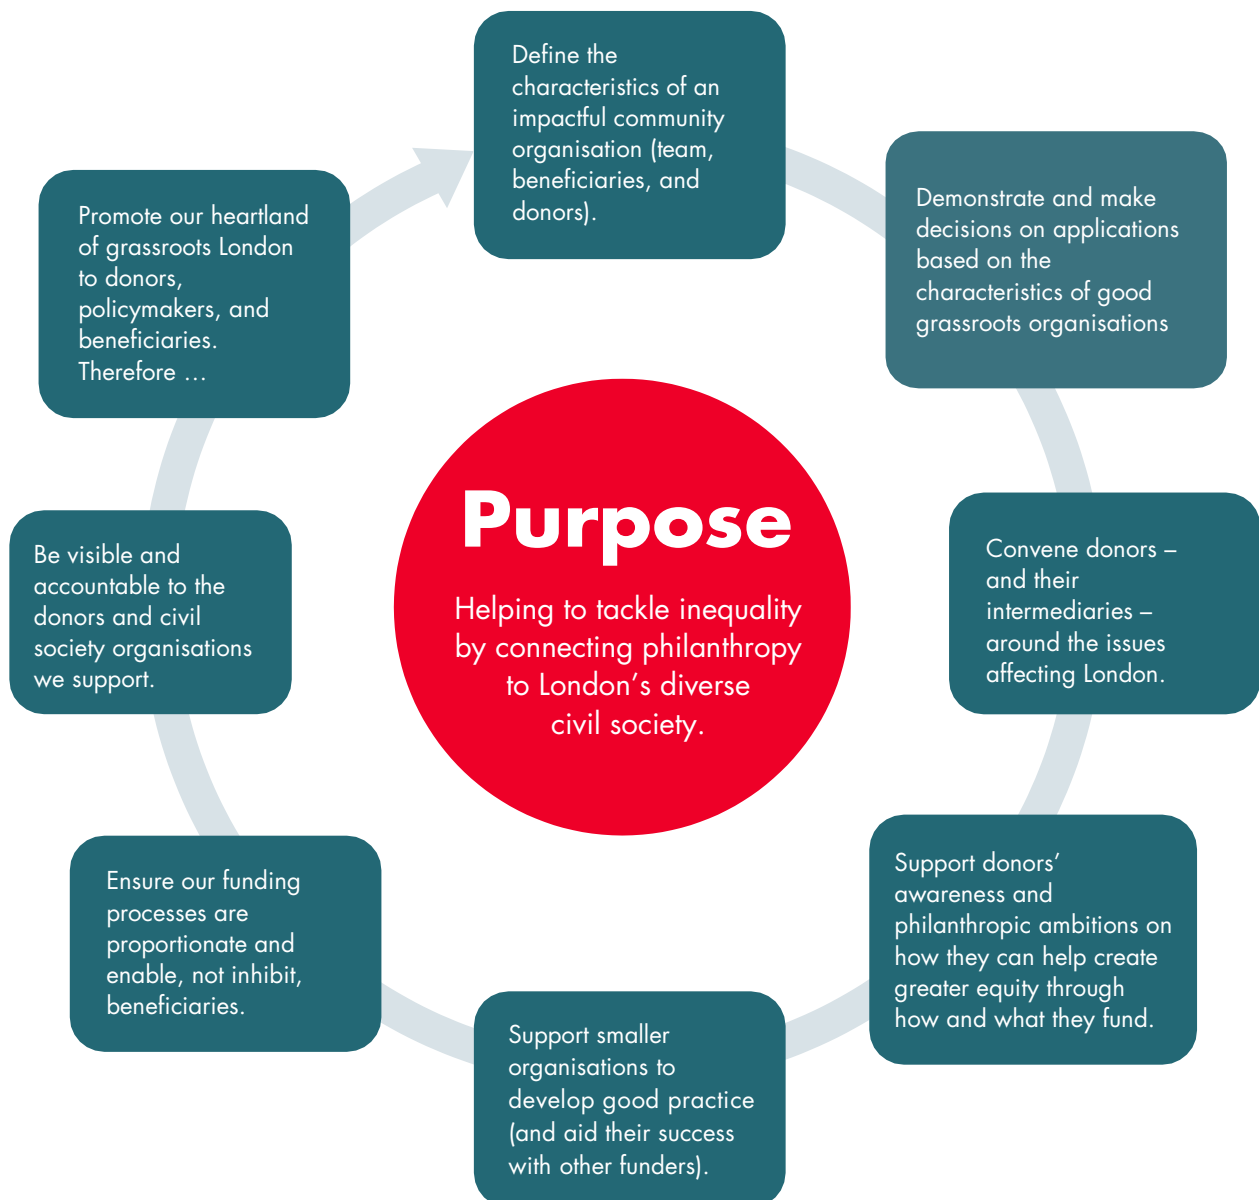 Define the
characteristics of an
impactful community
organisation (team,
beneficiaries, and
donors).
Demonstrate and make
decisions on applications
based on the
characteristics of good
grassroots organisations
Convene donors –
and their
intermediaries –
around the issues
affecting London.
Support donors’
awareness and
philanthropic ambitions on
how they can help create
greater equity through
how and what they fund.
Support smaller
organisations to
develop good practice
(and aid their success
with other funders).
Ensure our funding
processes are
proportionate and
enable, not inhibit,
beneficiaries.
Be visible and
accountable to the
donors and civil
society organisations
we support.
Promote our heartland
of grassroots London
to donors,
policymakers, and
beneficiaries.
Therefore …
Purpose
Helping to tackle inequality
by connecting philanthropy
to London’s diverse
civil society.